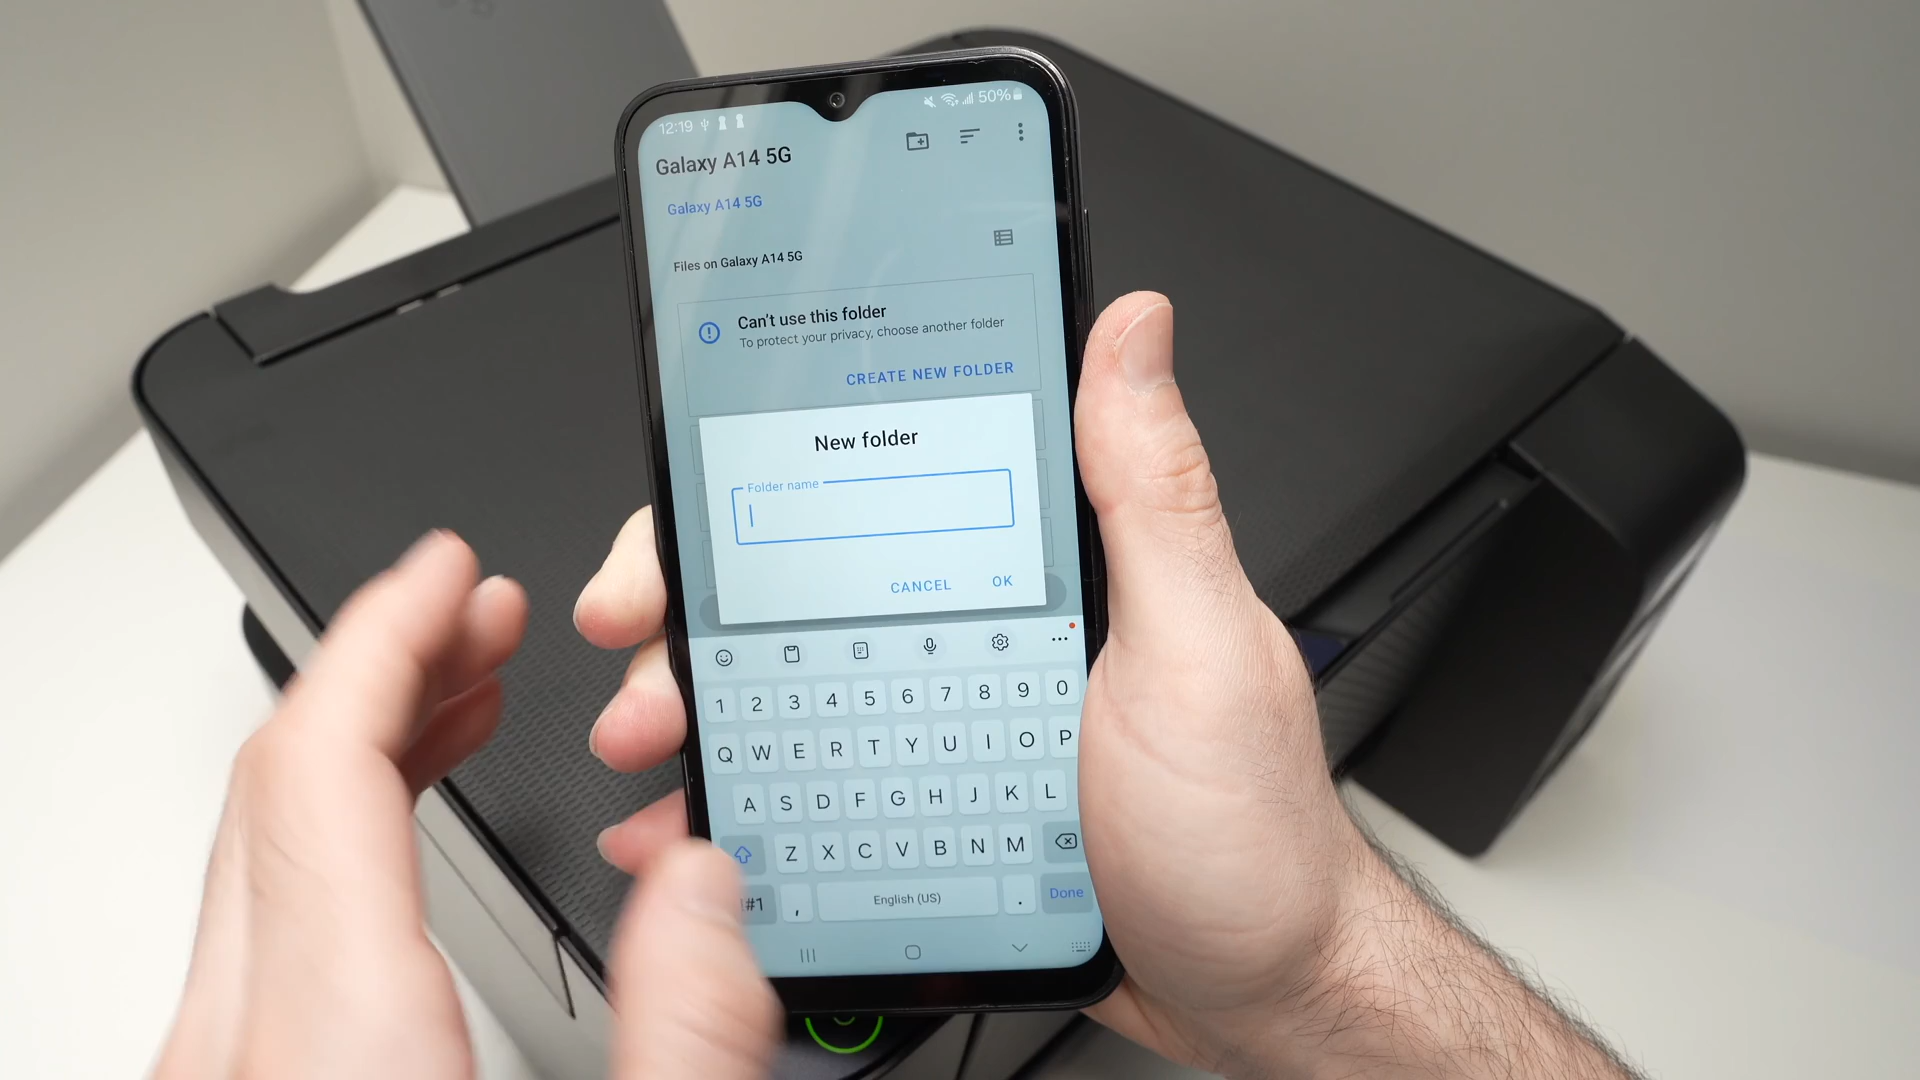 12:19
50%
Galaxy A14 5G
Galaxy A14 5G
Files on Galaxy A14 5G
Can't use this folder
To protect your privacy, choose another folder
CREATE NEW FOLDER
New folder
Folder name
CANCEL OK
1 2 3 4 5 6 7 8 9 0
Q W E R T Y U I O P
A S D F G H J K L
Z X C V B N M
#1 , English (US) . Done